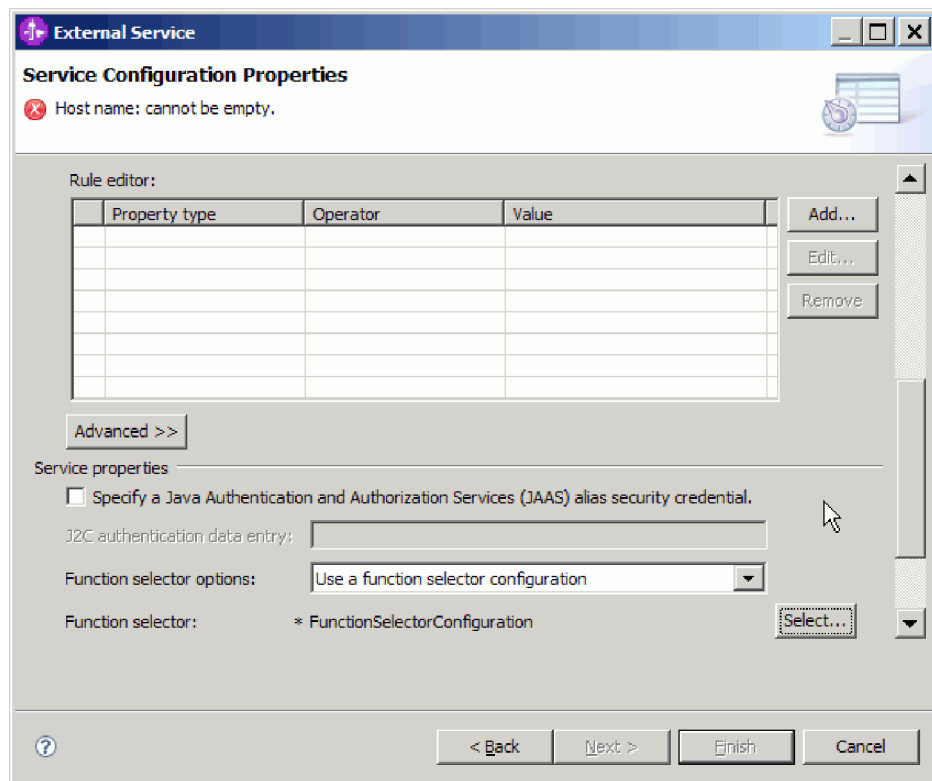 External Service
Service Configuration Properties
Host name: cannot be empty.
Rule editor:
Property type Operator Value
Add...
Edit...
Remove
Advanced >>
Service properties
Specify a Java Authentication and Authorization Services (JAAS) alias security credential.
J2C authentication data entry:
Function selector options: Use a function selector configuration
Function selector: * FunctionSelectorConfiguration Select...
? < Back Next > Finish Cancel